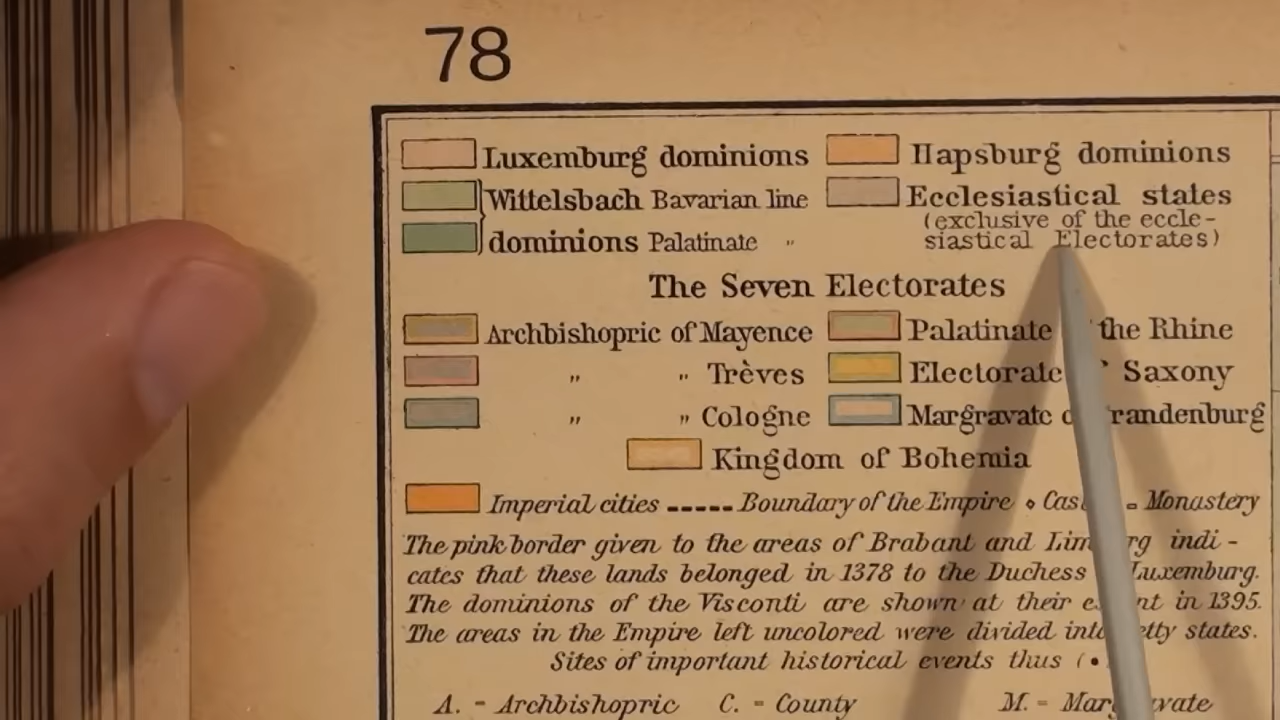 78
Luxemburg dominions
Wittelsbach Bavarian line
dominions Palatinate "
Hapsburg dominions
Ecclesiastical states
(exclusive of the eccle-
siastical Electorates)
The Seven Electorates
Archbishopric of Mayence
" " Trèves
" " Cologne
Palatinate the Rhine
Electorate Saxony
Margravate
Kingdom of Bohemia
Imperial cities ----- Boundary of the Empire Monastery
The pink border given to the areas of Brabant and indi-
cates that these lands belonged in 1378 to the Duchess Luxemburg.
The dominions of the Visconti are shown at their in 1395.
The areas in the Empire left uncolored were divided states.
Sites of important historical events thus (•
A. - Archbishopric C. - County M. -